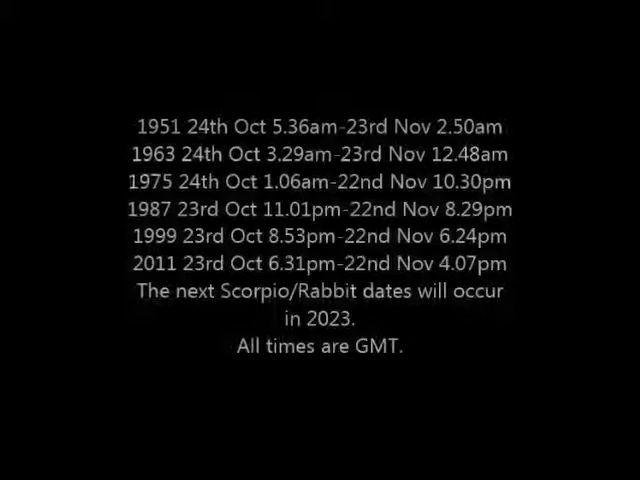 1951 24th Oct 5.36am-23rd Nov 2.50am
1963 24th Oct 3.29am-23rd Nov 12.48am
1975 24th Oct 1.06am-22nd Nov 10.30pm
1987 23rd Oct 11.01pm-22nd Nov 8.29pm
1999 23rd Oct 8.53pm-22nd Nov 6.24pm
2011 23rd Oct 6.31pm-22nd Nov 4.07pm
The next Scorpio/Rabbit dates will occur
in 2023.
All times are GMT.